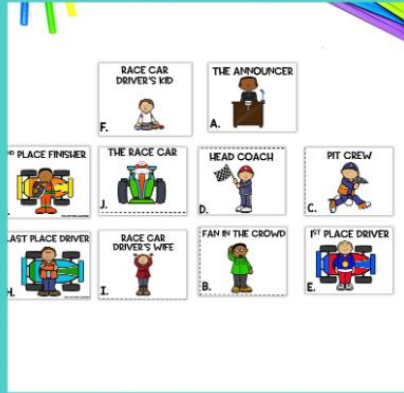 RACE CAR
DRIVER'S KID
F.
THE ANNOUNCER
A.
PLACE FINISHER
THE RACE CAR
J.
HEAD COACH
D.
PIT CREW
C.
LAST PLACE DRIVER
H.
RACE CAR
DRIVER'S WIFE
I.
FAN IN THE CROWD
B.
1ST PLACE DRIVER
E.